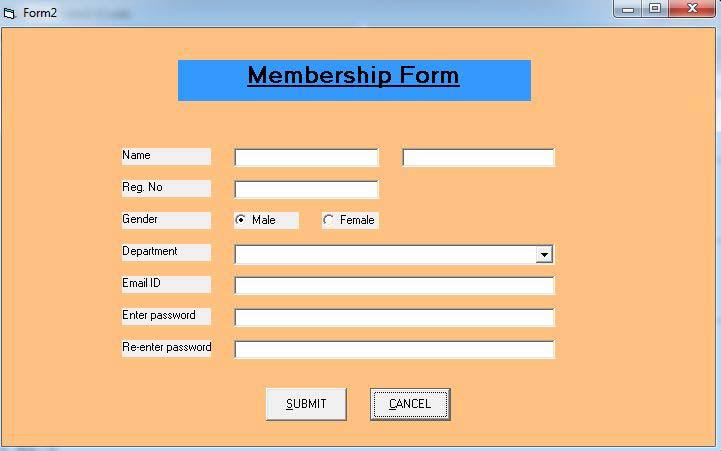 Form2
Membership Form
Name
Reg. No
Gender
Male Female
Department
Email ID
Enter password
Re-enter password
SUBMIT CANCEL